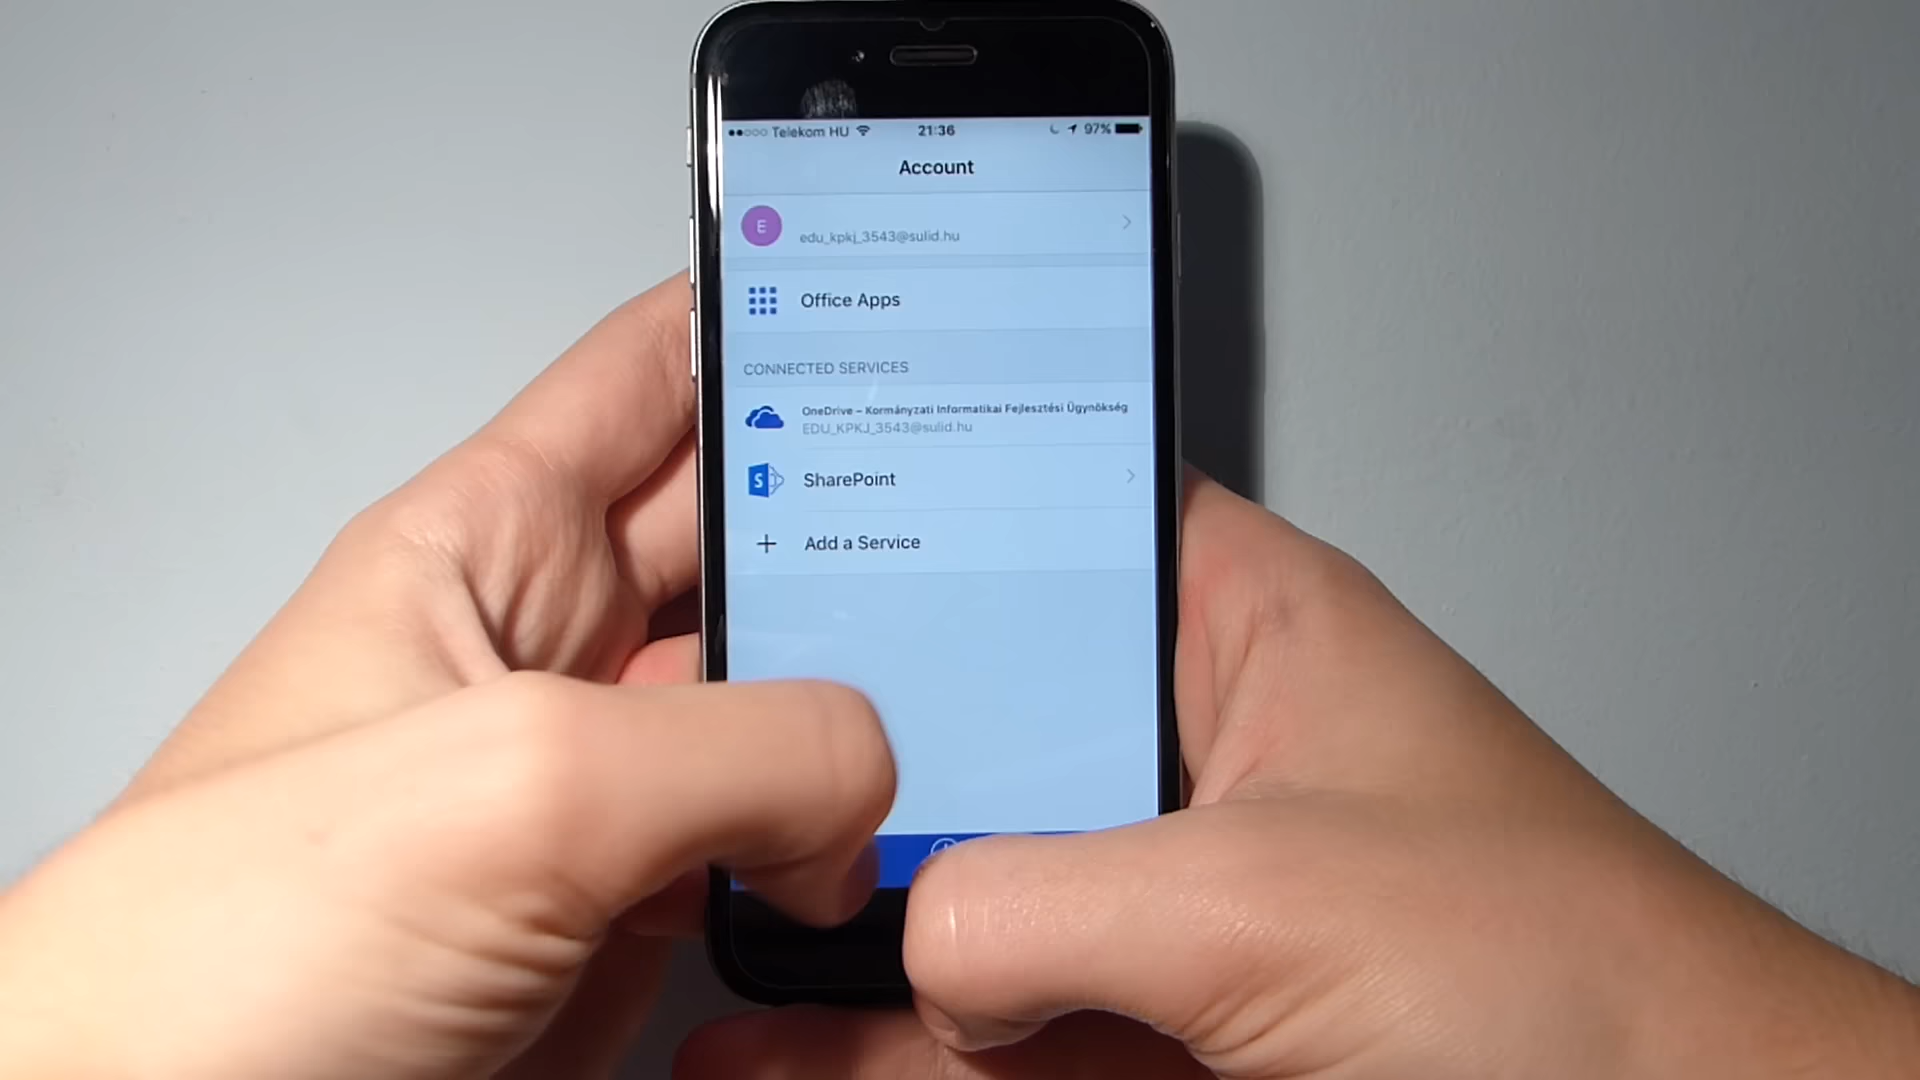 Telekom HU 21:36 97%
Account
E
edu_kpkj_3543@sulid.hu
Office Apps
CONNECTED SERVICES
OneDrive – Kormányzati Informatikai Fejlesztési Ügynökség
EDU_KPKJ_3543@sulid.hu
S
SharePoint
+ Add a Service